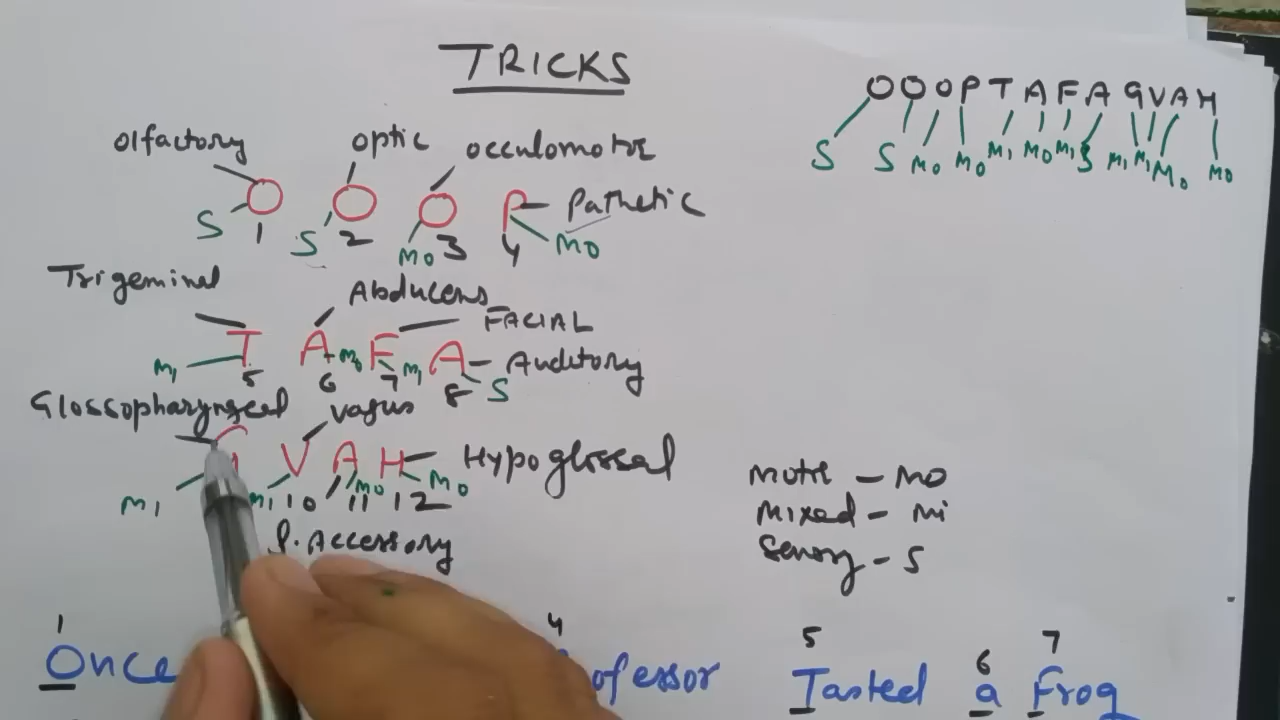 TRICKS
O O O P T A F A G V A H
S S Mo Mo Mi Mo Mi S Mi Mi Mo Mo
Olfactory optic occulomotor
O O O P Pathetic
S 1 S 2 Mo 3 4 Mo
Trigeminal Abducens
FACIAL
T A Mo F A Auditory
Mi 5 6 7 Mi 8 S
Glossopharyngeal Vagus
G V A H Hypoglossal
Mi Mi 10 Mo 11 12 Mo
S. Accessory
Motor - Mo
Mixed - Mi
Sensory - S
1 4 5 6 7
Once ofessor Tasted a Frog